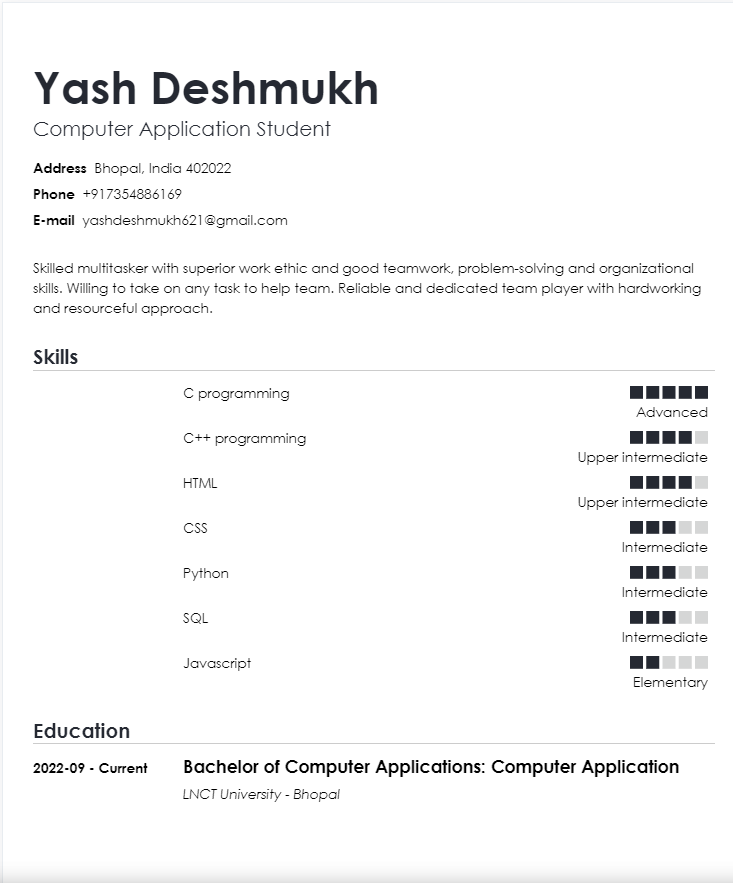 Yash Deshmukh
Computer Application Student
Address Bhopal, India 402022
Phone +917354886169
E-mail yashdeshmukh621@gmail.com
Skilled multitasker with superior work ethic and good teamwork, problem-solving and organizational
skills. Willing to take on any task to help team. Reliable and dedicated team player with hardworking
and resourceful approach.
Skills
C programming
Advanced
C++ programming
Upper intermediate
HTML
Upper intermediate
CSS
Intermediate
Python
Intermediate
SQL
Intermediate
Javascript
Elementary
Education
2022-09 - Current Bachelor of Computer Applications: Computer Application
LNCT University - Bhopal